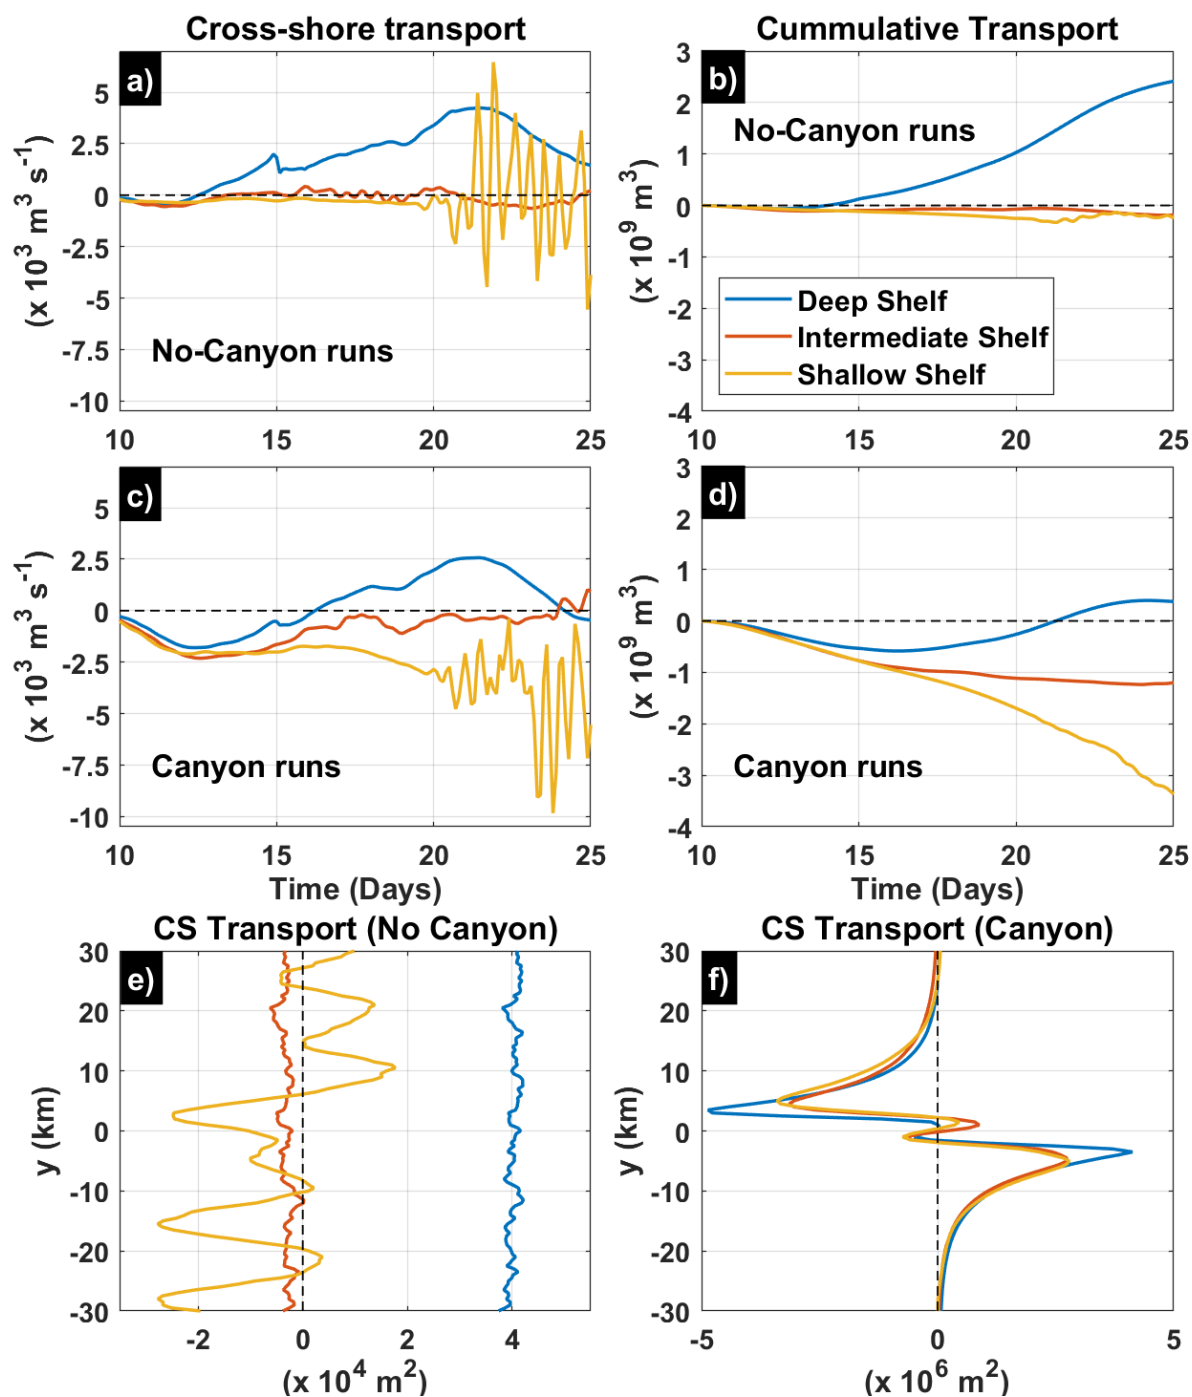 Cross-shore transport
Cummulative Transport
a)
5
2.5
0
-2.5
-5
-7.5
-10
(x 10³ m³ s⁻¹)
No-Canyon runs
10 15 20 25
b)
3
2
1
0
-1
-2
-3
-4
(x 10⁹ m³)
No-Canyon runs
Deep Shelf
Intermediate Shelf
Shallow Shelf
10 15 20 25
c)
5
2.5
0
-2.5
-5
-7.5
-10
(x 10³ m³ s⁻¹)
Canyon runs
10 15 20 25
Time (Days)
d)
3
2
1
0
-1
-2
-3
-4
(x 10⁹ m³)
Canyon runs
10 15 20 25
Time (Days)
CS Transport (No Canyon)
e)
30
20
10
0
-10
-20
-30
y (km)
-2 0 2 4
(x 10⁴ m²)
CS Transport (Canyon)
f)
30
20
10
0
-10
-20
-30
y (km)
-5 0 5
(x 10⁶ m²)